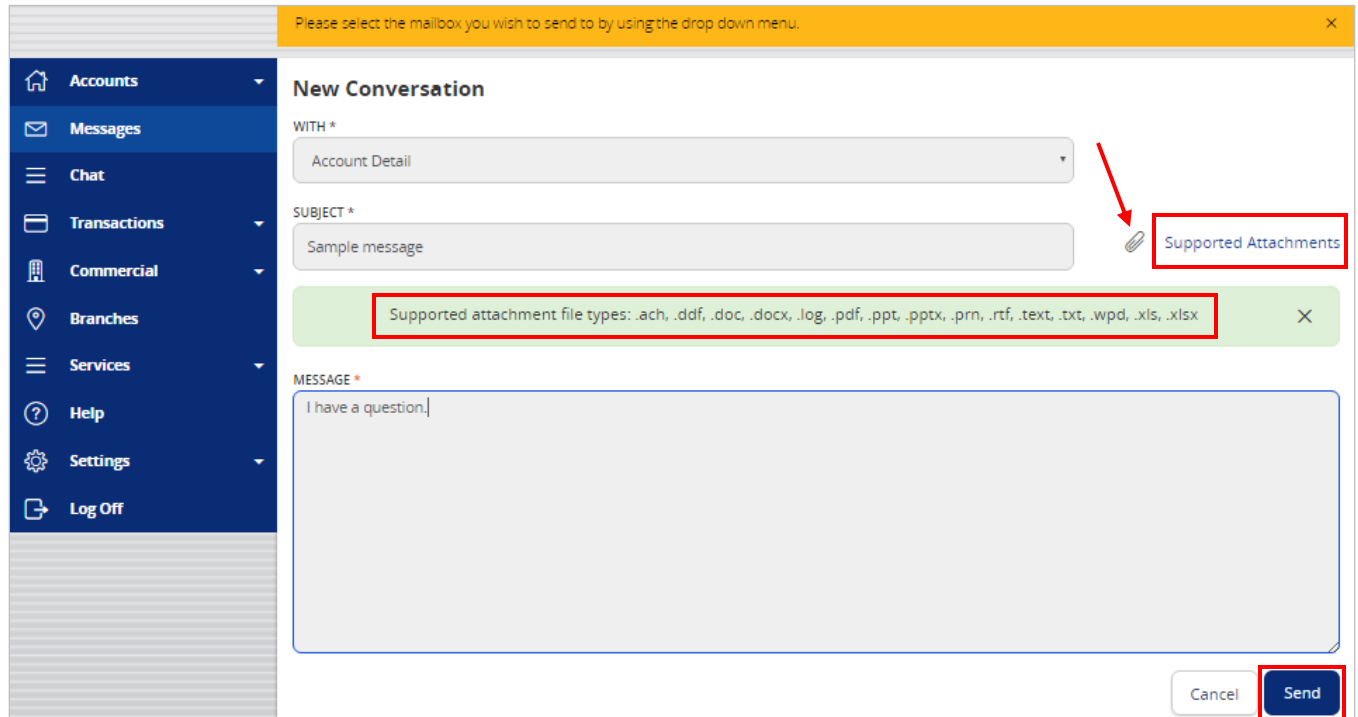 Please select the mailbox you wish to send to by using the drop down menu.
Accounts
Messages
Chat
Transactions
Commercial
Branches
Services
Help
Settings
Log Off
New Conversation
WITH *
Account Detail
SUBJECT *
Sample message
Supported Attachments
Supported attachment file types: .ach, .ddf, .doc, .docx, .log, .pdf, .ppt, .pptx, .prn, .rtf, .text, .txt, .wpd, .xls, .xlsx
MESSAGE *
I have a question.
Cancel
Send